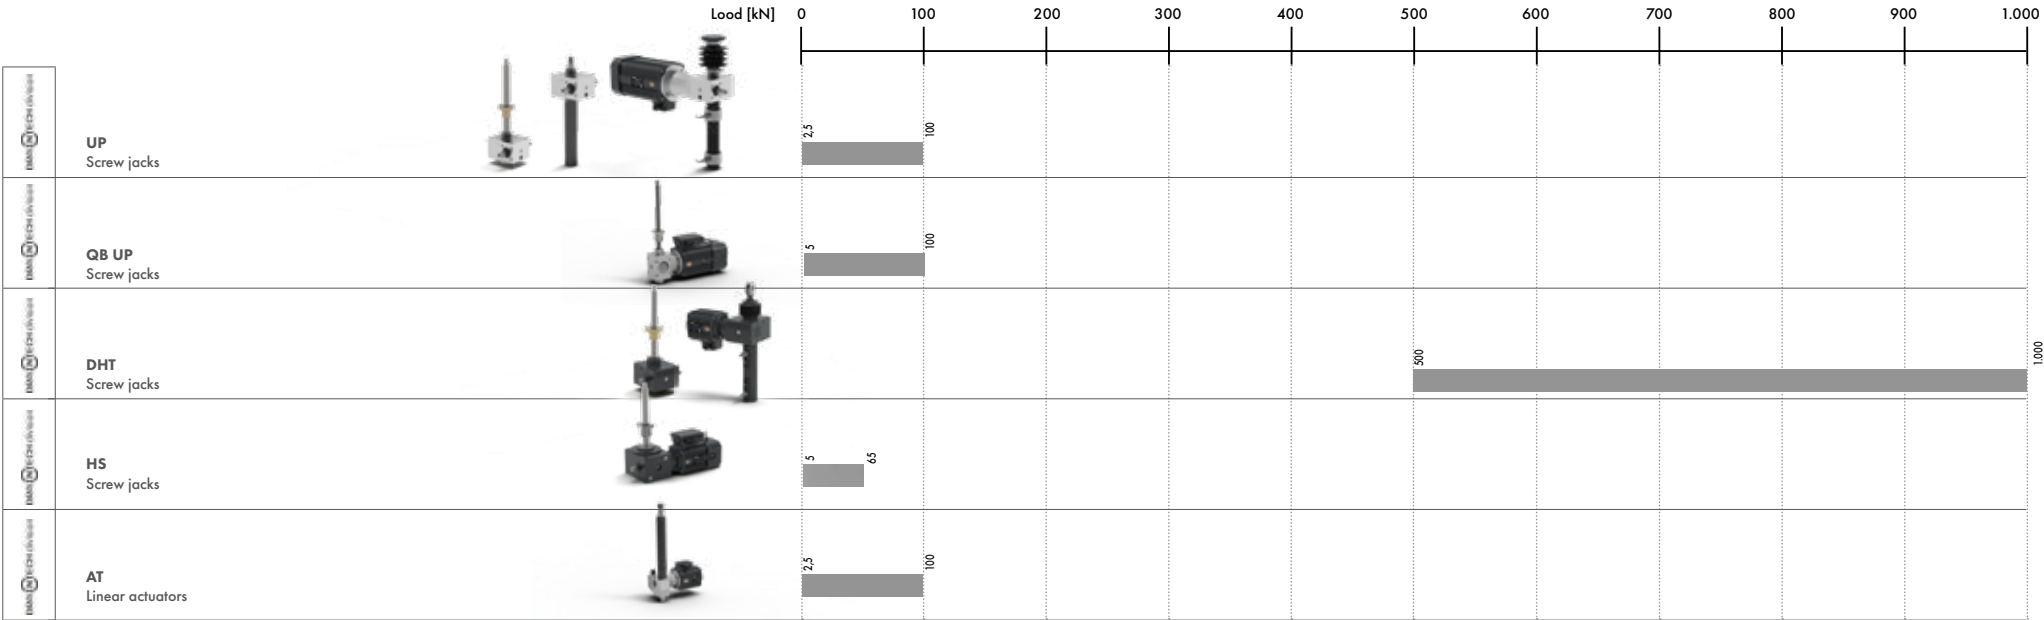 Lood [kN] 0 100 200 300 400 500 600 700 800 900 1.000
2,5 100
UP
Screw jacks
5 100
QB UP
Screw jacks
500 1.000
DHT
Screw jacks
5 65
HS
Screw jacks
2,5 100
AT
Linear actuators